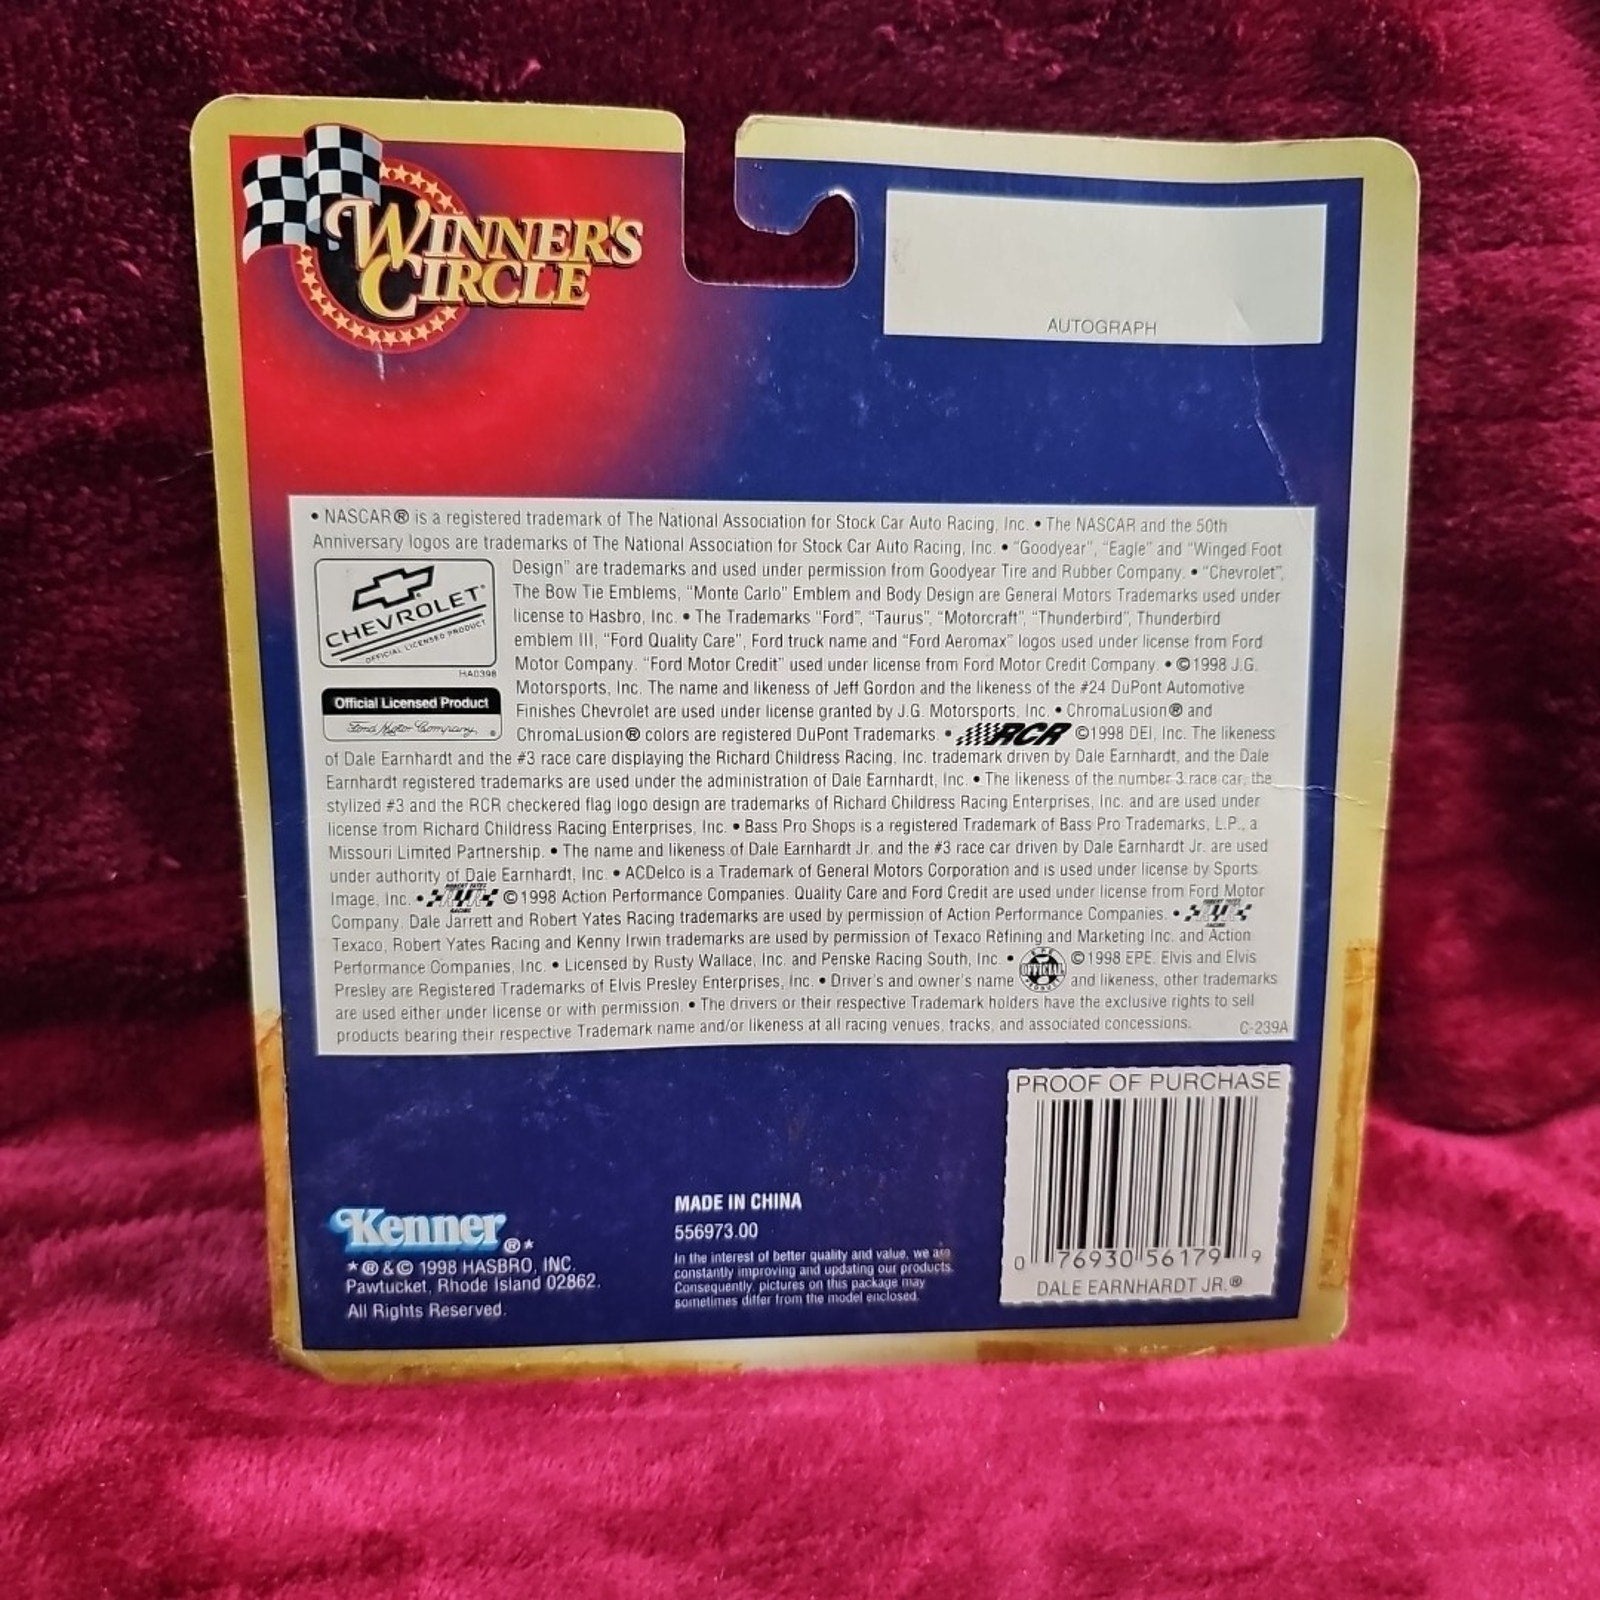 WINNER'S
CIRCLE
AUTOGRAPH
• NASCAR® is a registered trademark of The National Association for Stock Car Auto Racing, Inc. • The NASCAR and the 50th
Anniversary logos are trademarks of The National Association for Stock Car Auto Racing, Inc. • "Goodyear", "Eagle" and "Winged Foot
Design" are trademarks and used under permission from Goodyear Tire and Rubber Company. • "Chevrolet",
The Bow Tie Emblems, "Monte Carlo" Emblem and Body Design are General Motors Trademarks used under
license to Hasbro, Inc. • The Trademarks "Ford", "Taurus", "Motorcraft", "Thunderbird", Thunderbird
emblem III, "Ford Quality Care", Ford truck name and "Ford Aeromax" logos used under license from Ford
Motor Company. "Ford Motor Credit" used under license from Ford Motor Credit Company. • ©1998 J.G.
Motorsports, Inc. The name and likeness of Jeff Gordon and the likeness of the #24 DuPont Automotive
Finishes Chevrolet are used under license granted by J.G. Motorsports, Inc. • ChromaLusion® and
ChromaLusion® colors are registered DuPont Trademarks. • RCR ©1998 DEI, Inc. The likeness
CHEVROLET
OFFICIAL LICENSED PRODUCT
HA0398
Official Licensed Product
Ford Motor Company
of Dale Earnhardt and the #3 race care displaying the Richard Childress Racing, Inc. trademark driven by Dale Earnhardt, and the Dale
Earnhardt registered trademarks are used under the administration of Dale Earnhardt, Inc. • The likeness of the number 3 race car, the
stylized #3 and the RCR checkered flag logo design are trademarks of Richard Childress Racing Enterprises, Inc. and are used under
license from Richard Childress Racing Enterprises, Inc. • Bass Pro Shops is a registered Trademark of Bass Pro Trademarks, L.P., a
Missouri Limited Partnership. • The name and likeness of Dale Earnhardt Jr. and the #3 race car driven by Dale Earnhardt Jr. are used
under authority of Dale Earnhardt, Inc. • ACDelco is a Trademark of General Motors Corporation and is used under license by Sports
Image, Inc. • ©1998 Action Performance Companies. Quality Care and Ford Credit are used under license from Ford Motor
Company. Dale Jarrett and Robert Yates Racing trademarks are used by permission of Action Performance Companies. •
Texaco, Robert Yates Racing and Kenny Irwin trademarks are used by permission of Texaco Refining and Marketing Inc. and Action
Performance Companies, Inc. • Licensed by Rusty Wallace, Inc. and Penske Racing South, Inc. • OFFICIAL ©1998 EPE. Elvis and Elvis
Presley are Registered Trademarks of Elvis Presley Enterprises, Inc. • Driver's and owner's name and likeness, other trademarks
are used either under license or with permission. • The drivers or their respective Trademark holders have the exclusive rights to sell
products bearing their respective Trademark name and/or likeness at all racing venues, tracks, and associated concessions. C-239A
Kenner®*
*®&© 1998 HASBRO, INC.
Pawtucket, Rhode Island 02862.
All Rights Reserved.
MADE IN CHINA
556973.00
In the interest of better quality and value, we are
constantly improving and updating our products.
Consequently, pictures on this package may
sometimes differ from the model enclosed.
PROOF OF PURCHASE
0 76930 56179 9
DALE EARNHARDT JR.®